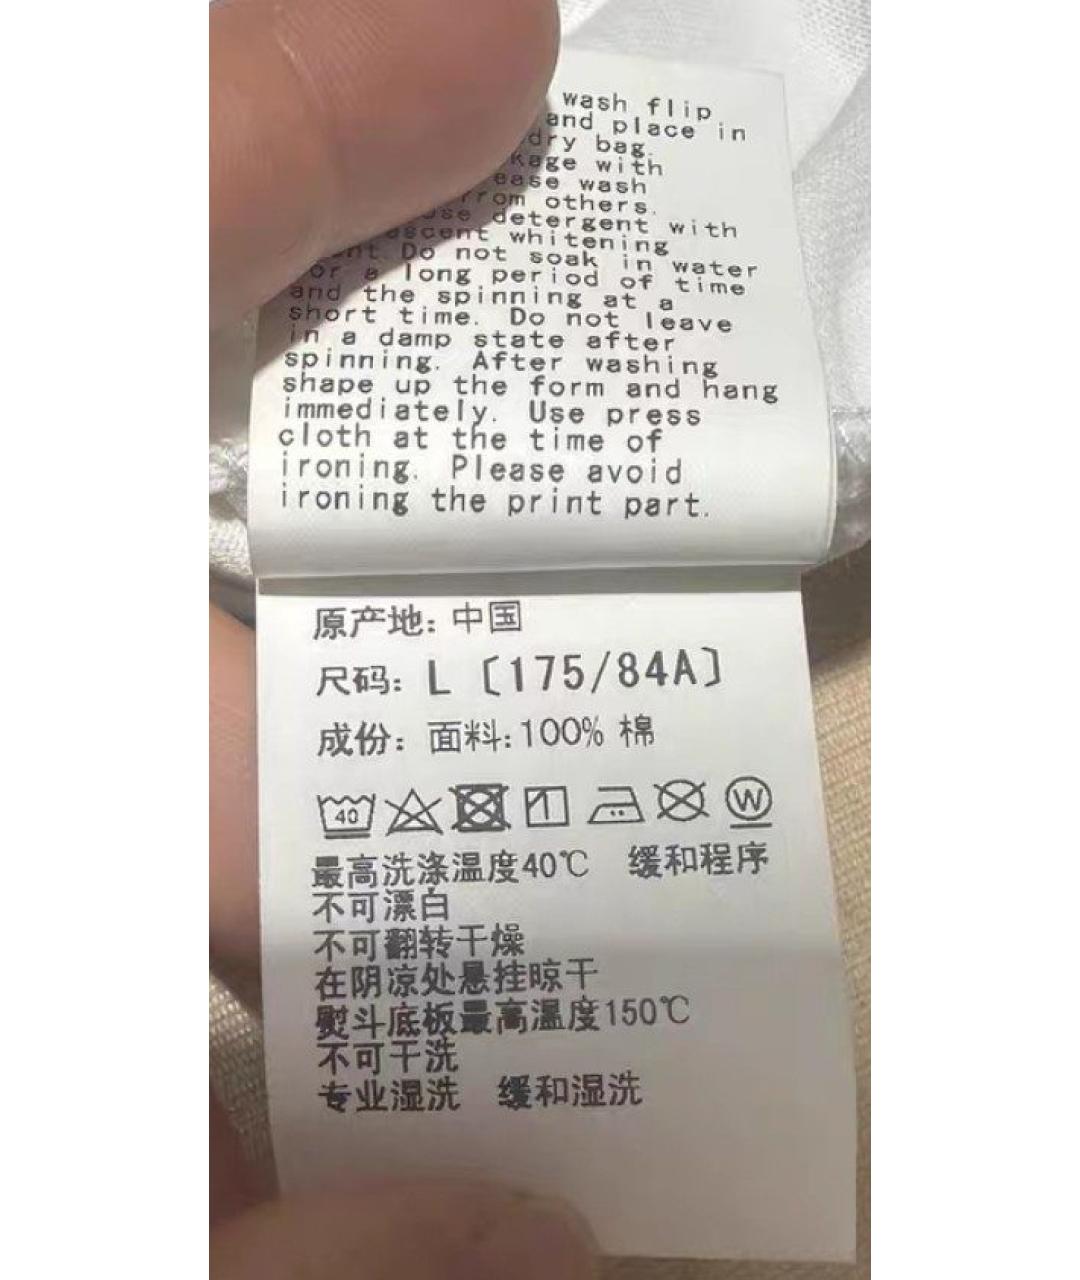 wash flip
and place in
dry bag.
with
wash
from others.
detergent with
whitening
Do not soak in water
or a long period of time
and the spinning at a
short time. Do not leave
in a damp state after
spinning. After washing
shape up the form and hang
immediately. Use press
cloth at the time of
ironing. Please avoid
ironing the print part.
原产地: 中国
尺码: L〔175/84A〕
成份: 面料:100% 棉
40 W
最高洗涤温度40℃ 缓和程序
不可漂白
不可翻转干燥
在阴凉处悬挂晾干
熨斗底板最高温度150℃
不可干洗
专业湿洗 缓和湿洗